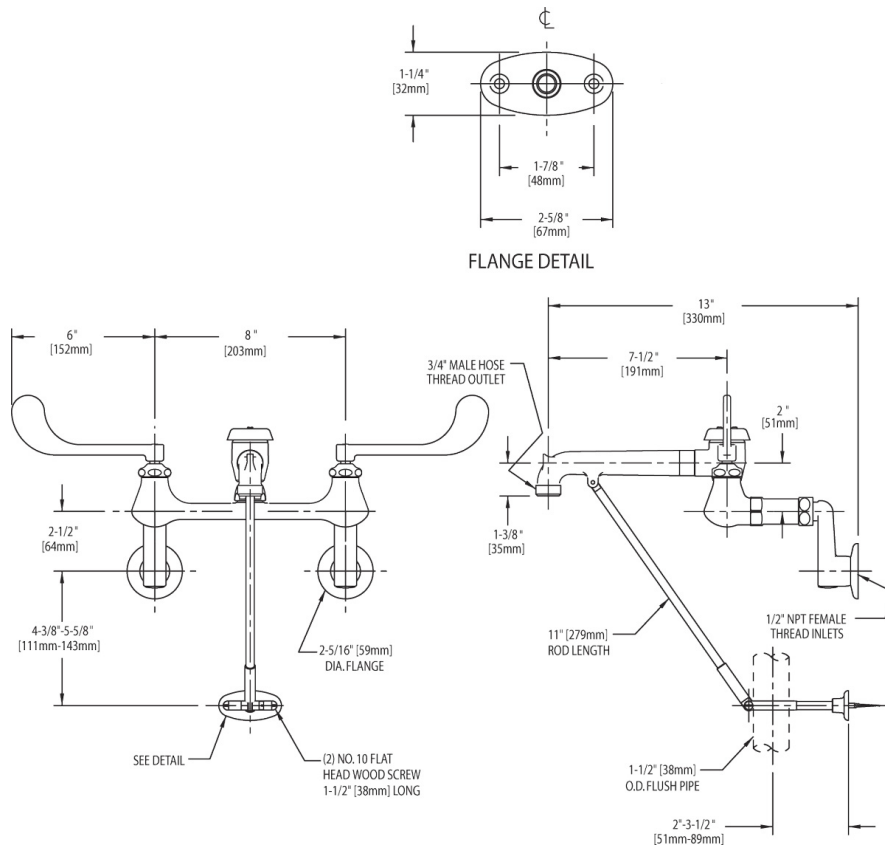 ℄
1-1/4"
[32mm]
1-7/8"
[48mm]
2-5/8"
[67mm]
FLANGE DETAIL
6"
[152mm]
8"
[203mm]
2-1/2"
[64mm]
4-3/8"-5-5/8"
[111mm-143mm]
2-5/16" [59mm]
DIA. FLANGE
SEE DETAIL
(2) NO. 10 FLAT
HEAD WOOD SCREW
1-1/2" [38mm] LONG
13"
[330mm]
7-1/2"
[191mm]
3/4" MALE HOSE
THREAD OUTLET
2"
[51mm]
1-3/8"
[35mm]
11" [279mm]
ROD LENGTH
1/2" NPT FEMALE
THREAD INLETS
1-1/2" [38mm]
O.D. FLUSH PIPE
2"-3-1/2"
[51mm-89mm]